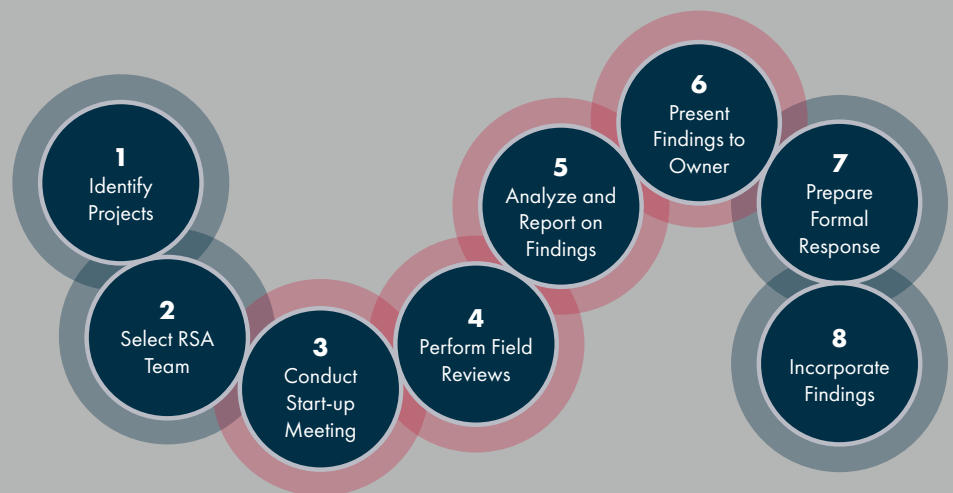 1
Identify
Projects
2
Select RSA
Team
3
Conduct
Start-up
Meeting
4
Perform Field
Reviews
5
Analyze and
Report on
Findings
6
Present
Findings to
Owner
7
Prepare
Formal
Response
8
Incorporate
Findings